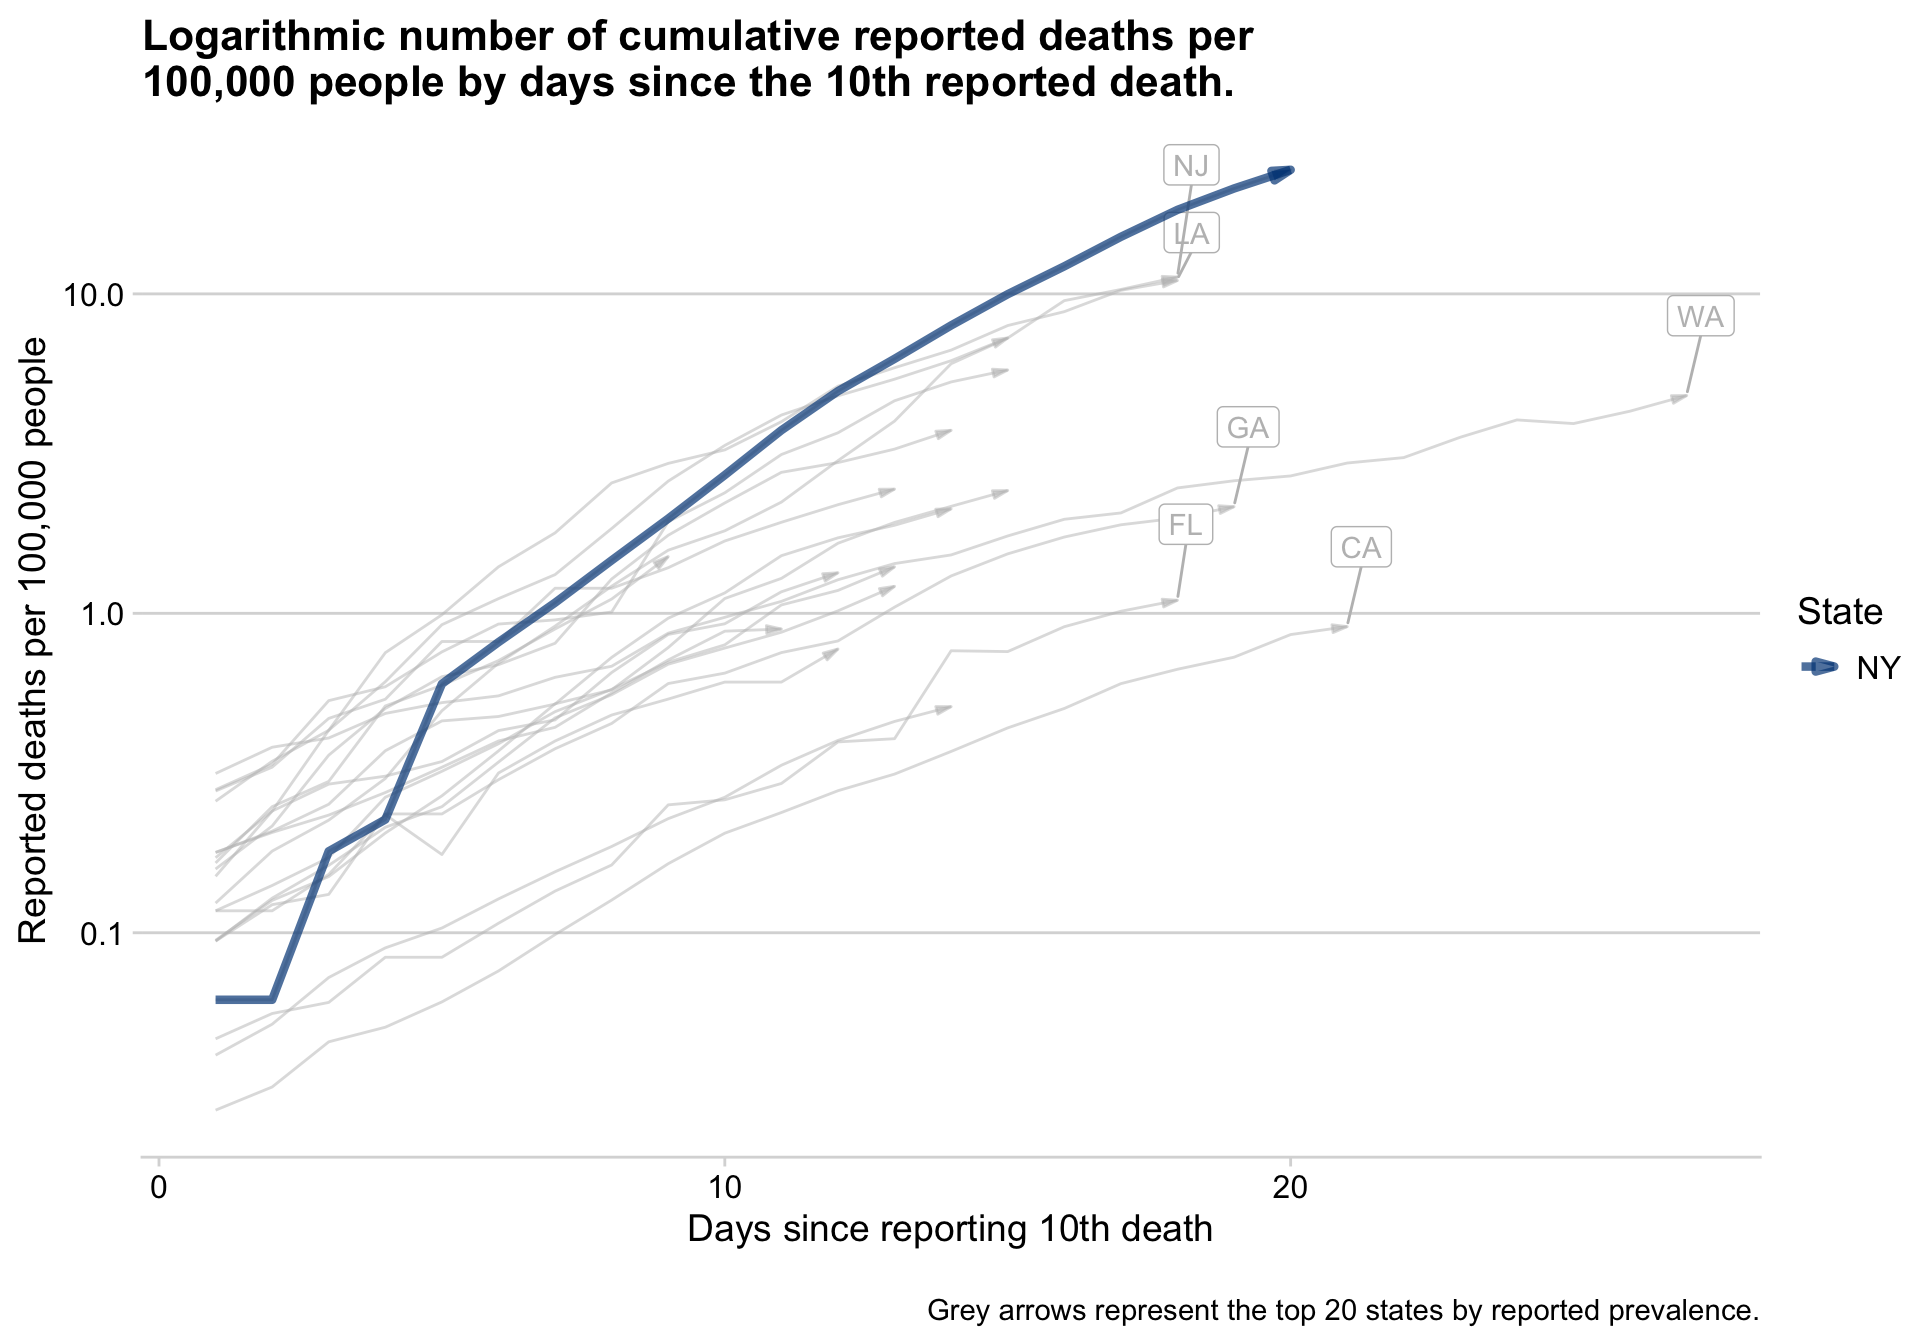 Logarithmic number of cumulative reported deaths per
100,000 people by days since the 10th reported death.
NJ
LA
WA
GA
FL
CA
10.0
1.0
0.1
Reported deaths per 100,000 people
0
10
20
Days since reporting 10th death
State
NY
Grey arrows represent the top 20 states by reported prevalence.